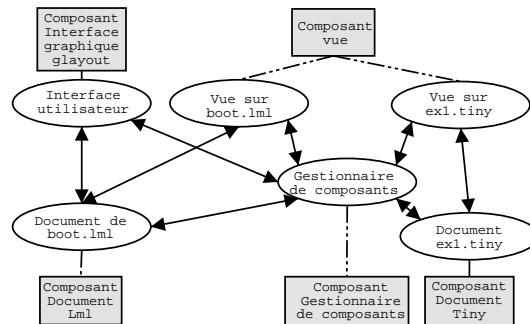 Composant
Interface
graphique
glayout
Composant
vue
Interface
utilisateur
Vue sur
boot.lml
Vue sur
ex1.tiny
Gestionnaire
de composants
Document de
boot.lml
Document
ex1.tiny
Composant
Document
Lml
Composant
Gestionnaire
de composants
Composant
Document
Tiny